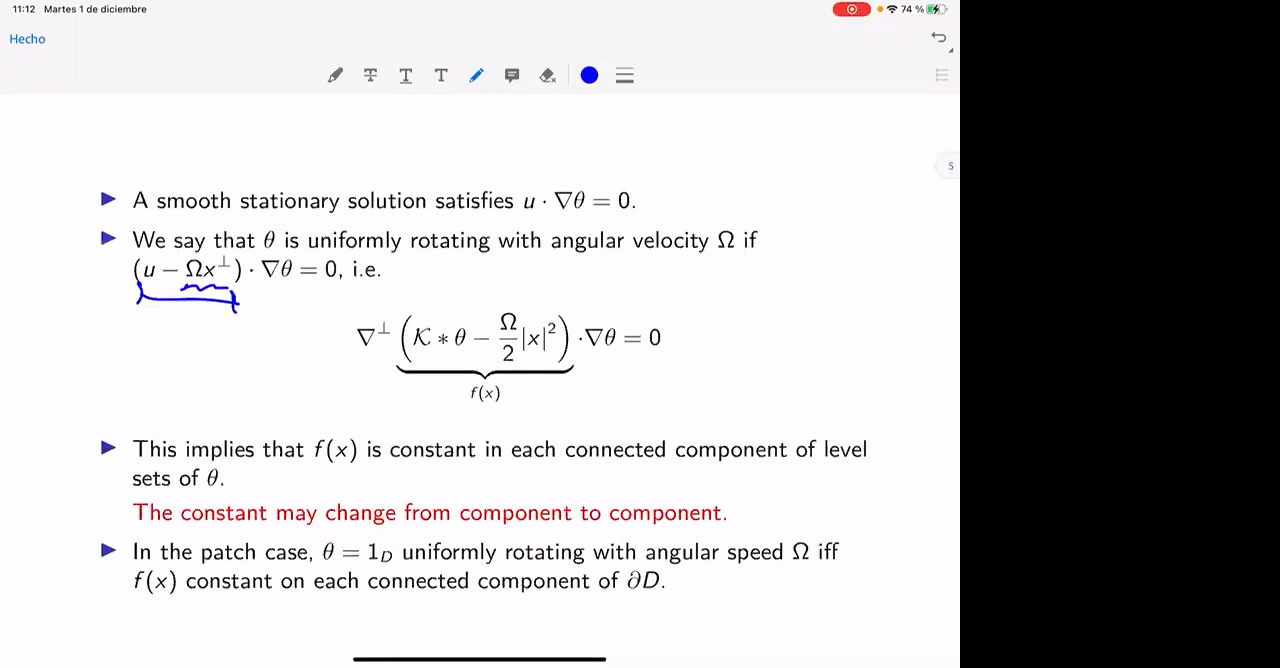 11:12 Martes 1 de diciembre 74 %
Hecho
T T T
5
A smooth stationary solution satisfies u · ∇θ = 0.
We say that θ is uniformly rotating with angular velocity Ω if
(u − Ωx⊥) · ∇θ = 0, i.e.
∇⊥ (K ∗ θ − Ω/2 |x|²) · ∇θ = 0
f(x)
This implies that f(x) is constant in each connected component of level
sets of θ.
The constant may change from component to component.
In the patch case, θ = 1_D uniformly rotating with angular speed Ω iff
f(x) constant on each connected component of ∂D.